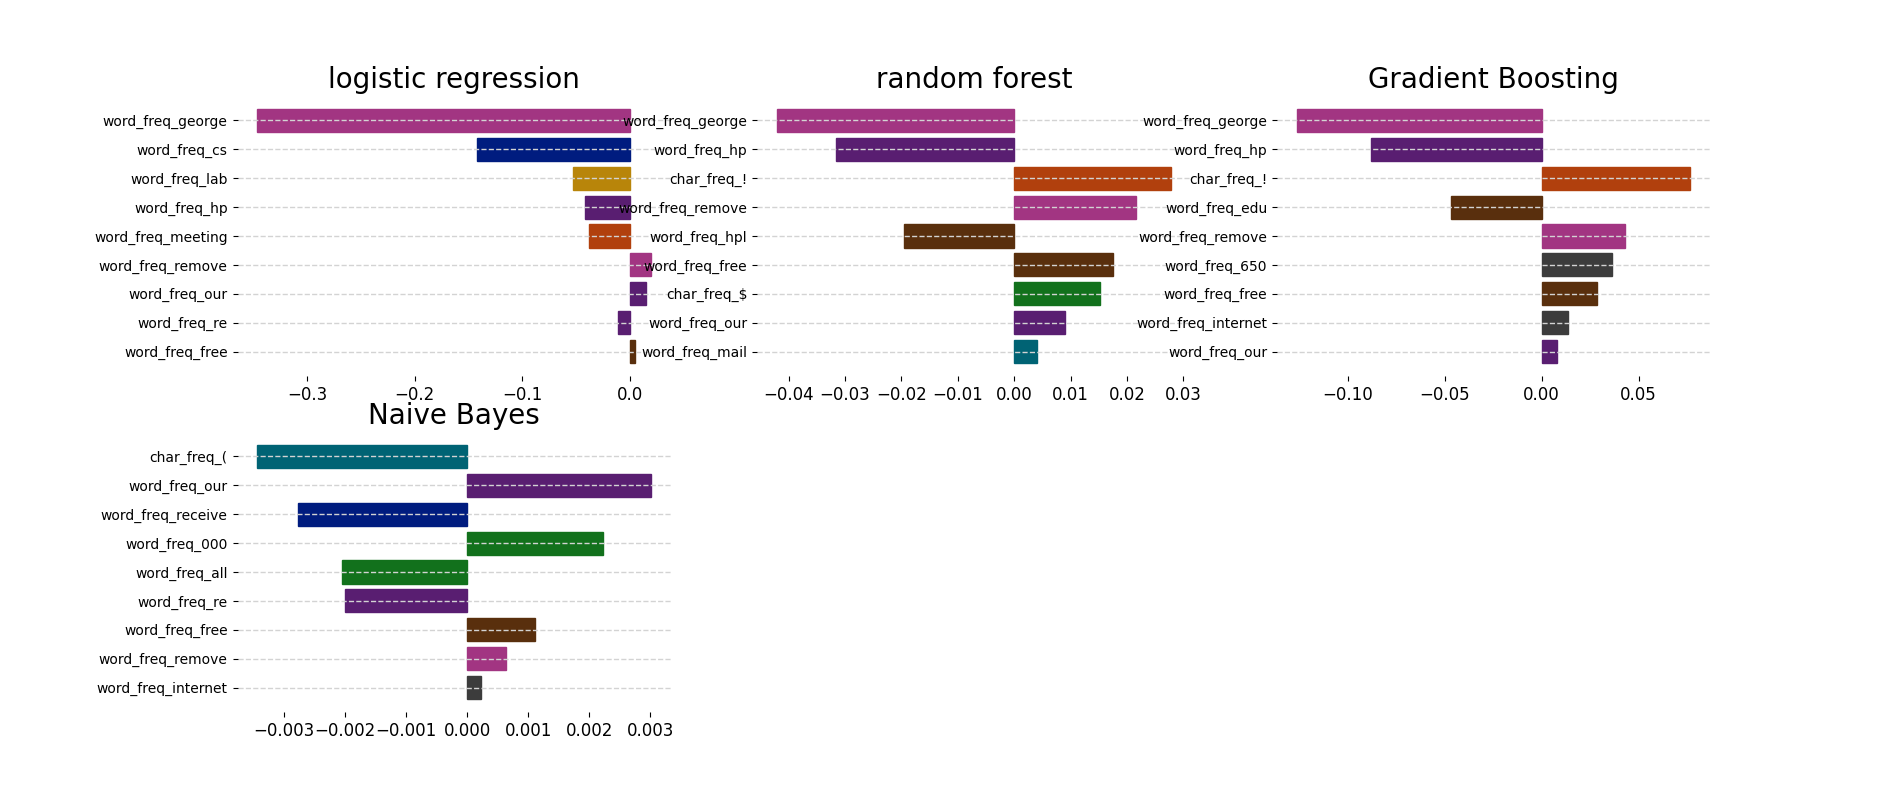 logistic regression
word_freq_george
word_freq_cs
word_freq_lab
word_freq_hp
word_freq_meeting
word_freq_remove
word_freq_our
word_freq_re
word_freq_free
−0.3 −0.2 −0.1 0.0
random forest
word_freq_george
word_freq_hp
char_freq_!
word_freq_remove
word_freq_hpl
word_freq_free
char_freq_$
word_freq_our
word_freq_mail
−0.04 −0.03 −0.02 −0.01 0.00 0.01 0.02 0.03
Gradient Boosting
word_freq_george
word_freq_hp
char_freq_!
word_freq_edu
word_freq_remove
word_freq_650
word_freq_free
word_freq_internet
word_freq_our
−0.10 −0.05 0.00 0.05
Naive Bayes
char_freq_(
word_freq_our
word_freq_receive
word_freq_000
word_freq_all
word_freq_re
word_freq_free
word_freq_remove
word_freq_internet
−0.003 −0.002 −0.001 0.000 0.001 0.002 0.003